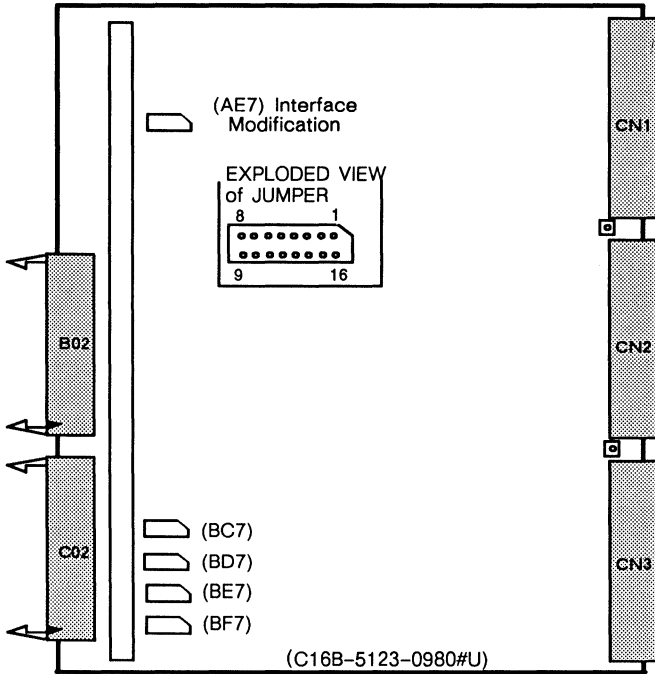 (AE7) Interface
Modification
CN1
EXPLODED VIEW
of JUMPER
8 1
9 16
B02
CN2
C02
CN3
(BC7)
(BD7)
(BE7)
(BF7)
(C16B-5123-0980#U)